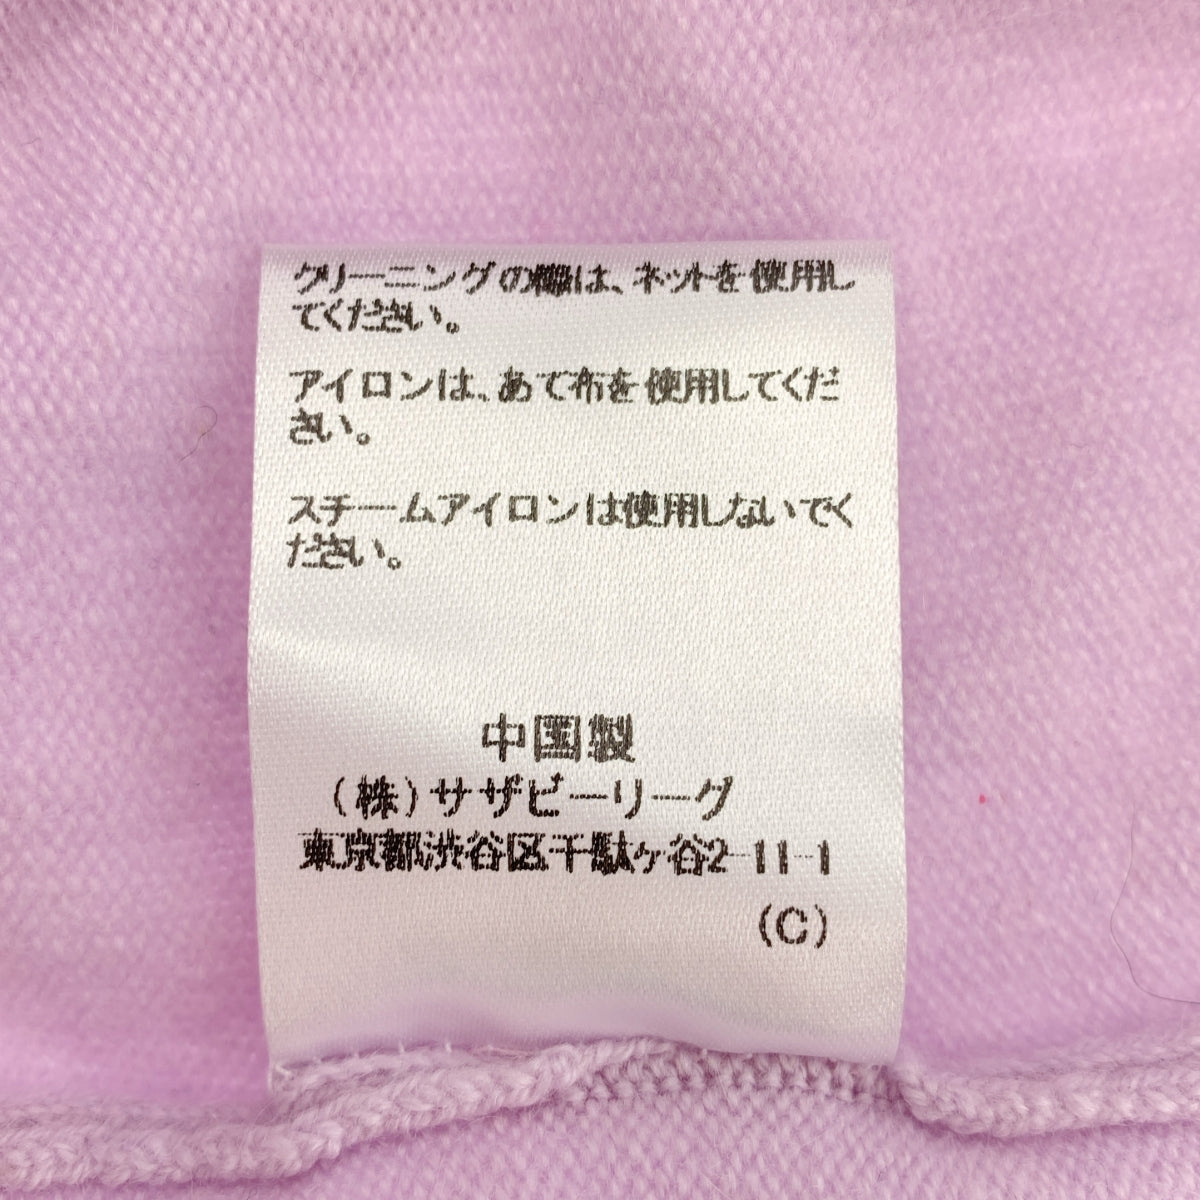 クリーニングの際は、ネットを使用し
てください。
アイロンは、あて布を使用してくだ
さい。
スチームアイロンは使用しないでく
ださい。
中国製
(株)サザビーリーグ
東京都渋谷区千駄ヶ谷2-11-1
(C)